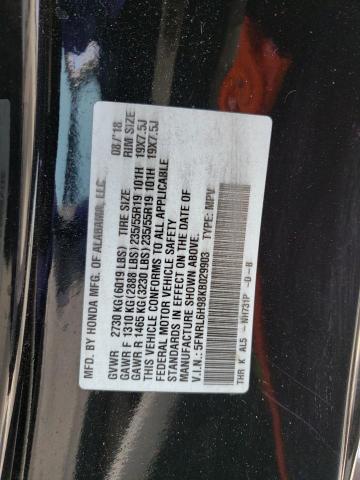 MFD. BY HONDA MFG. OF ALABAMA, LLC. 08/'18
GVWR 2730 KG(6019 LBS) TIRE SIZE RIM SIZE
GAWR F 1310 KG(2888 LBS) 235/55R19 101H 19X7.5J
GAWR R 1465 KG(3230 LBS) 235/55R19 101H 19X7.5J
THIS VEHICLE CONFORMS TO ALL APPLICABLE
FEDERAL MOTOR VEHICLE SAFETY
STANDARDS IN EFFECT ON THE DATE OF
MANUFACTURE SHOWN ABOVE.
V.I.N.: 5FNRL6H98KB029903 TYPE: MPV
THR K AL5 - NH731P -D-B